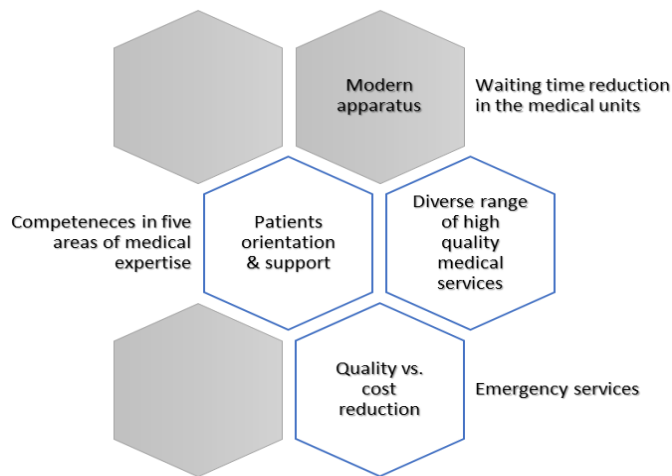 Modern
apparatus
Waiting time reduction
in the medical units
Competeneces in five
areas of medical
expertise
Patients
orientation
& support
Diverse range
of high
quality
medical
services
Quality vs.
cost
reduction
Emergency services